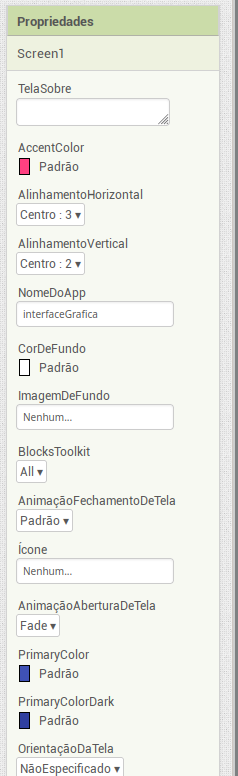 Propriedades
Screen1
TelaSobre
AccentColor
Padrão
AlinhamentoHorizontal
Centro : 3 ▾
AlinhamentoVertical
Centro : 2 ▾
NomeDoApp
interfaceGrafica
CorDeFundo
Padrão
ImagemDeFundo
Nenhum...
BlocksToolkit
All ▾
AnimaçãoFechamentoDeTela
Padrão ▾
Ícone
Nenhum...
AnimaçãoAberturaDeTela
Fade ▾
PrimaryColor
Padrão
PrimaryColorDark
Padrão
OrientaçãoDaTela
NãoEspecificado ▾